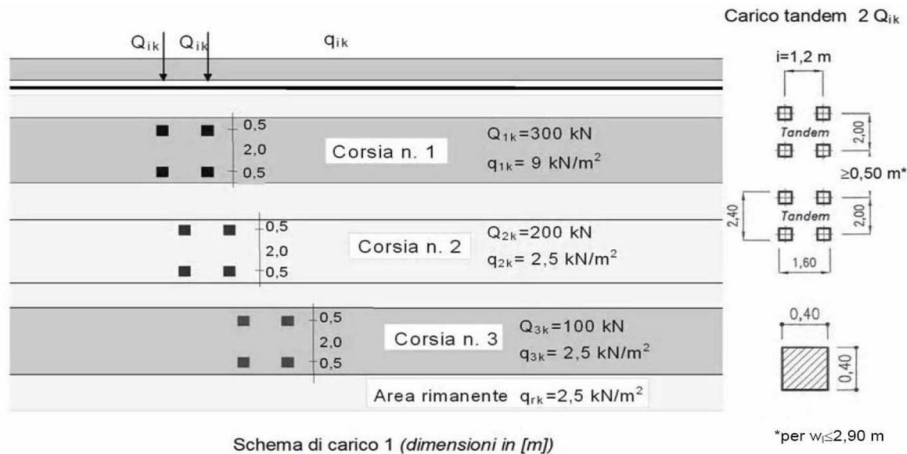 Carico tandem 2 Qik
Qik Qik qik
i=1,2 m
0,5
2,0
0,5
Corsia n. 1
Q1k=300 kN
q1k= 9 kN/m²
Tandem
2,00
≥0,50 m*
0,5
2,0
0,5
Corsia n. 2
Q2k=200 kN
q2k= 2,5 kN/m²
2,40
Tandem
2,00
1,60
0,5
2,0
0,5
Corsia n. 3
Q3k=100 kN
q3k= 2,5 kN/m²
0,40
0,40
Area rimanente qrk=2,5 kN/m²
Schema di carico 1 (dimensioni in [m])
*per wl≤2,90 m